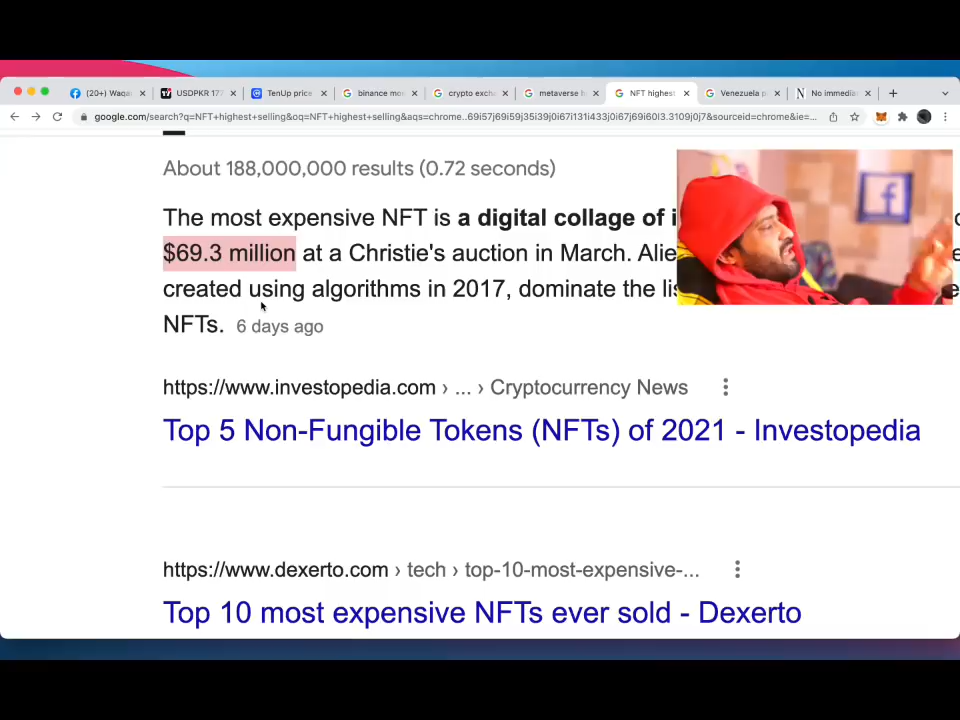 (20+) Waqa
USDPKR 177
TenUp price
binance mo
crypto exch
metaverse b
NFT highest
Venezuela p
No immedia
google.com/search?q=NFT+highest+selling&oq=NFT+highest+selling&aqs=chrome..69i57j69i59j35i39j0i67i131i433j0i67j69i60l3.3109j0j7&sourceid=chrome&ie=...
About 188,000,000 results (0.72 seconds)
The most expensive NFT is a digital collage of i
$69.3 million at a Christie's auction in March. Alie
created using algorithms in 2017, dominate the lis
NFTs. 6 days ago
https://www.investopedia.com › ... › Cryptocurrency News
Top 5 Non-Fungible Tokens (NFTs) of 2021 - Investopedia
https://www.dexerto.com › tech › top-10-most-expensive-...
Top 10 most expensive NFTs ever sold - Dexerto